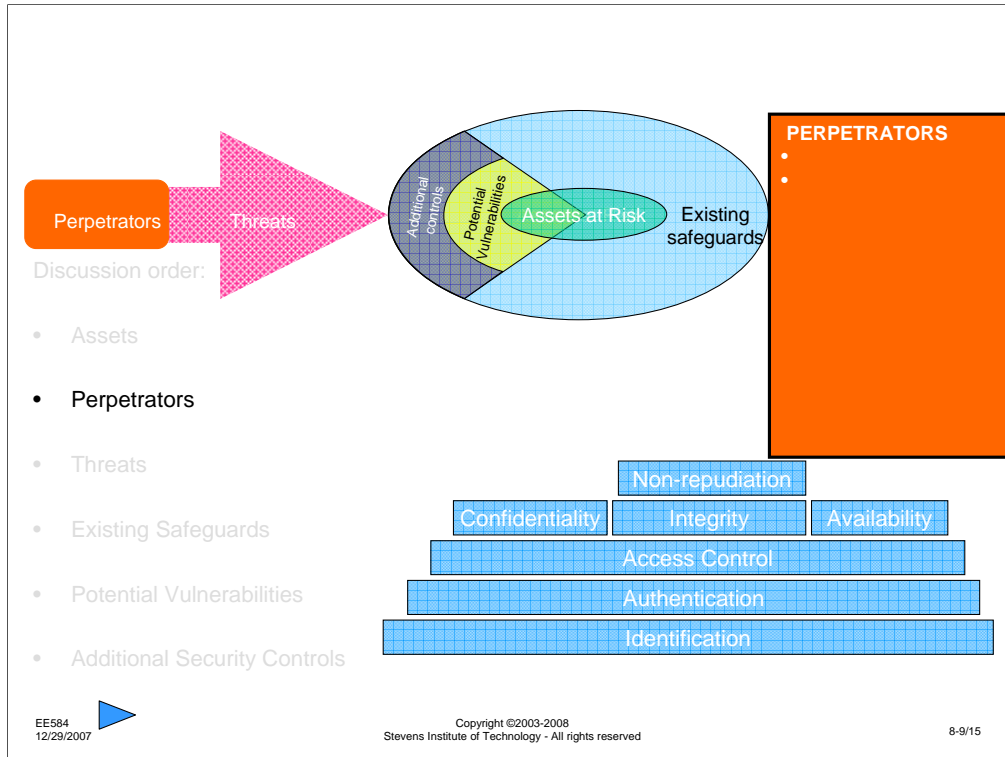 PERPETRATORS
•
•
Perpetrators
Threats
Additional
controls
Potential
Vulnerabilities
Assets at Risk
Existing
safeguards
Discussion order:
• Assets
• Perpetrators
• Threats
• Existing Safeguards
• Potential Vulnerabilities
• Additional Security Controls
Non-repudiation
Confidentiality
Integrity
Availability
Access Control
Authentication
Identification
EE584
12/29/2007
Copyright ©2003-2008
Stevens Institute of Technology - All rights reserved
8-9/15